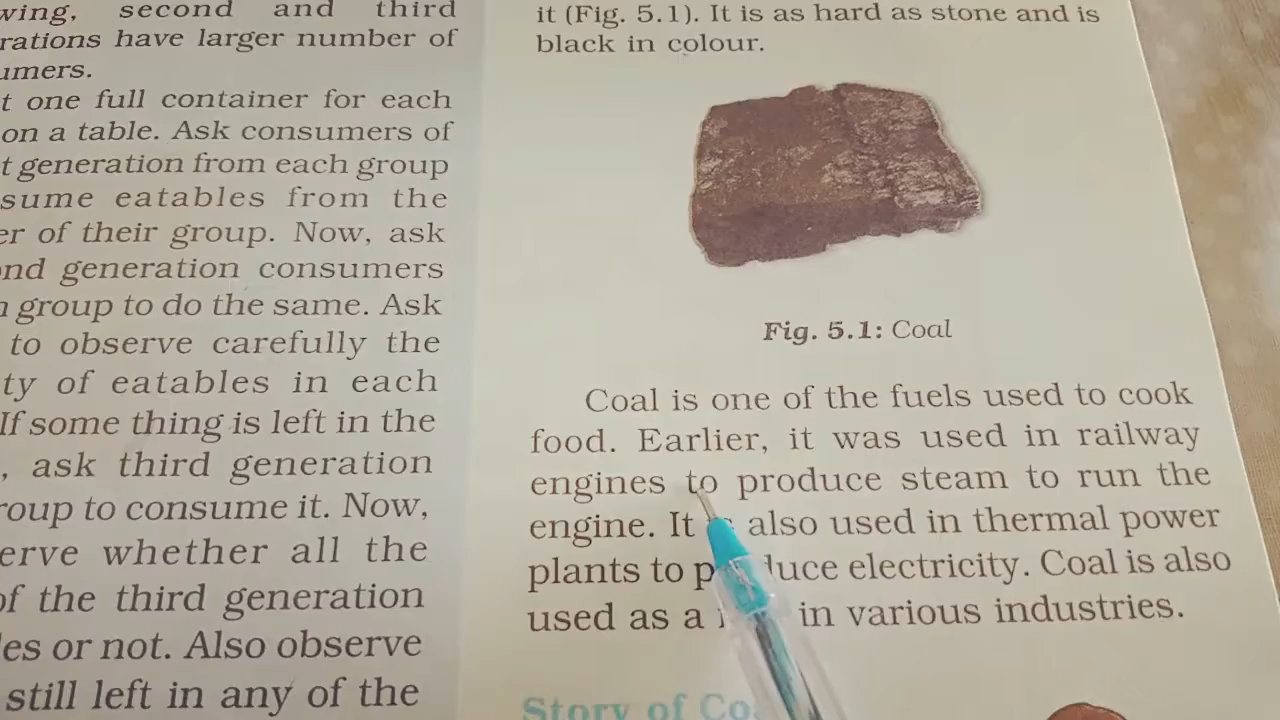 wing, second and third
rations have larger number of
umers.
t one full container for each
on a table. Ask consumers of
t generation from each group
sume eatables from the
er of their group. Now, ask
nd generation consumers
group to do the same. Ask
to observe carefully the
ty of eatables in each
If some thing is left in the
, ask third generation
roup to consume it. Now,
erve whether all the
of the third generation
es or not. Also observe
still left in any of the
it (Fig. 5.1). It is as hard as stone and is
black in colour.
Fig. 5.1: Coal
Coal is one of the fuels used to cook
food. Earlier, it was used in railway
engines to produce steam to run the
engine. It also used in thermal power
plants to electricity. Coal is also
used as a in various industries.
Story of Co